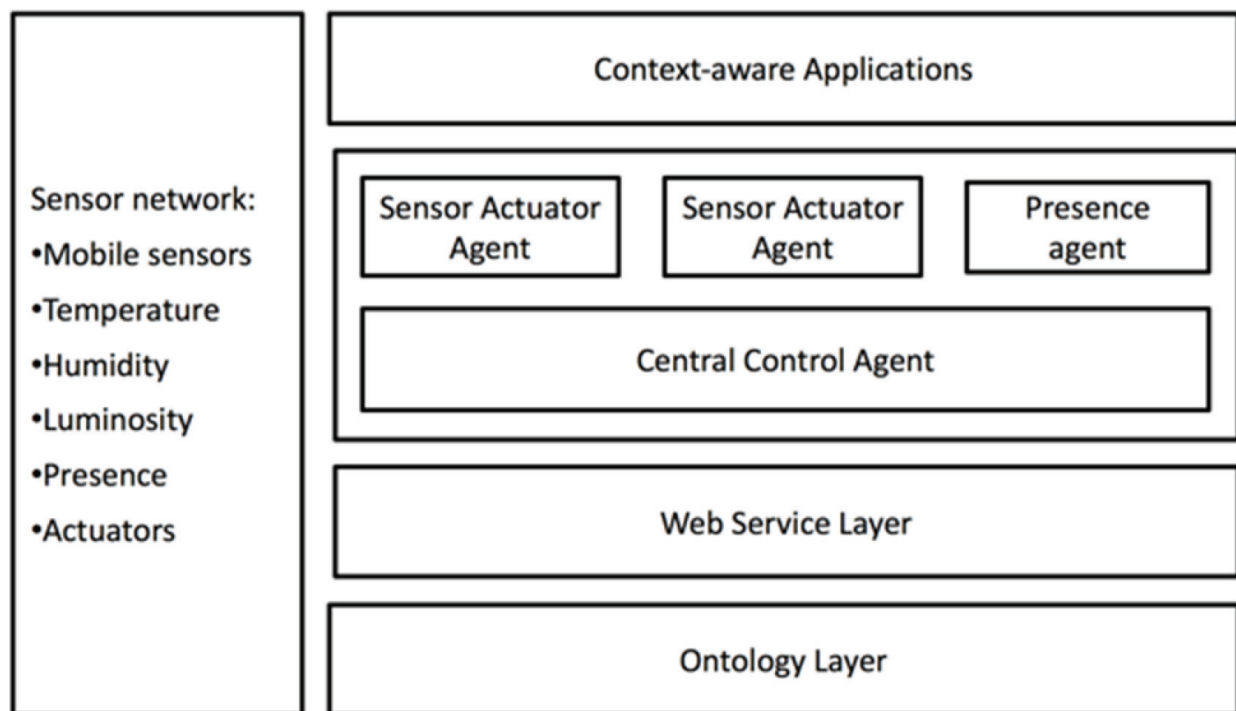 Sensor network:
•Mobile sensors
•Temperature
•Humidity
•Luminosity
•Presence
•Actuators
Context-aware Applications
Sensor Actuator
Agent
Sensor Actuator
Agent
Presence
agent
Central Control Agent
Web Service Layer
Ontology Layer